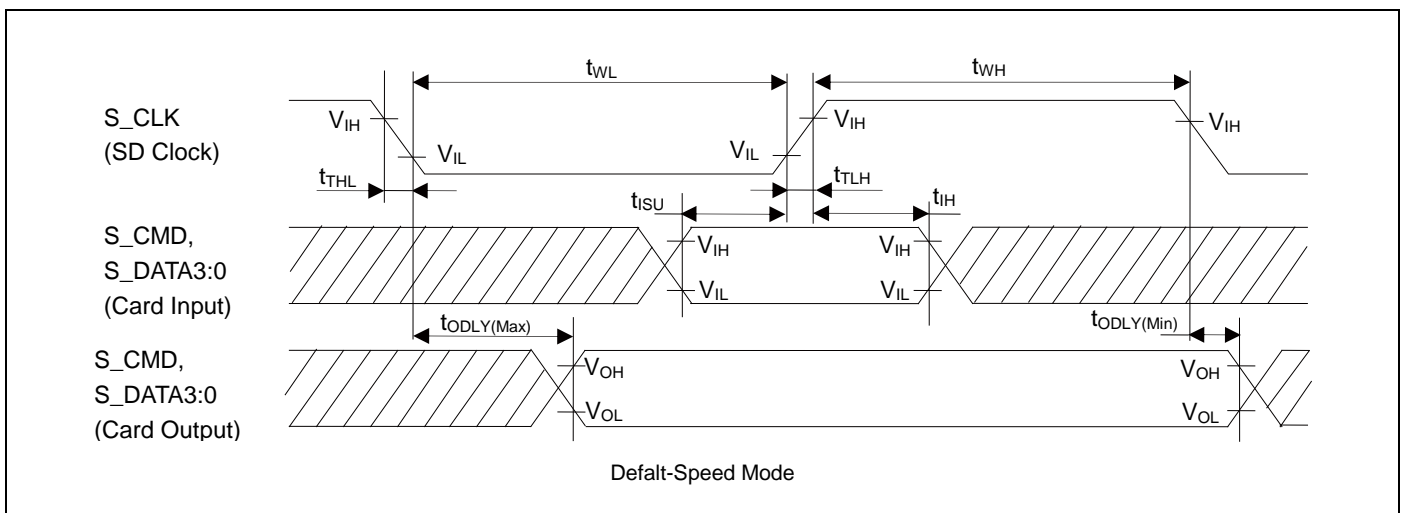 tWL
tWH
S_CLK
(SD Clock)
VIH
VIL
VIL
VIH
VIH
tTHL
tTLH
tISU
tIH
S_CMD,
S_DATA3:0
(Card Input)
VIH
VIL
VIH
VIL
tODLY(Max)
tODLY(Min)
S_CMD,
S_DATA3:0
(Card Output)
VOH
VOL
VOH
VOL
Defalt-Speed Mode